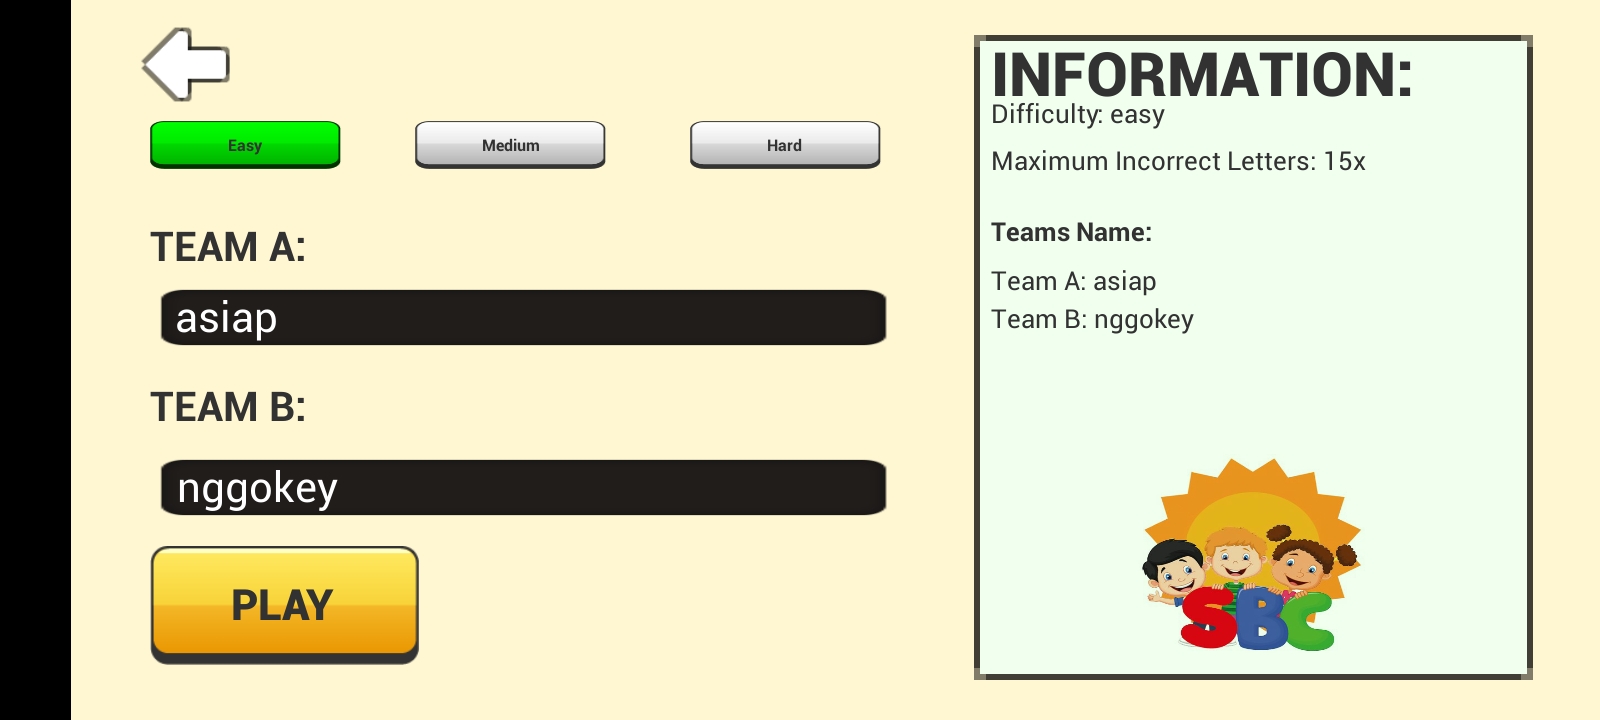 Easy
Medium
Hard
TEAM A:
asiap
TEAM B:
nggokey
PLAY
INFORMATION:
Difficulty: easy
Maximum Incorrect Letters: 15x
Teams Name:
Team A: asiap
Team B: nggokey
SBC